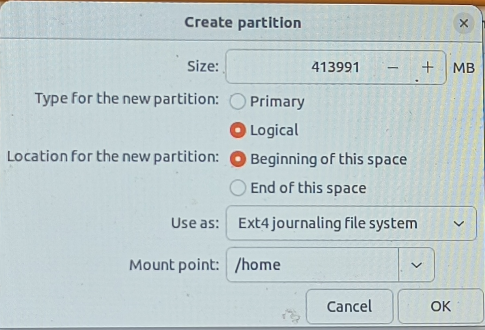 Create partition
Size: 413991 − + MB
Type for the new partition: Primary
Logical
Location for the new partition: Beginning of this space
End of this space
Use as: Ext4 journaling file system
Mount point: /home
Cancel OK